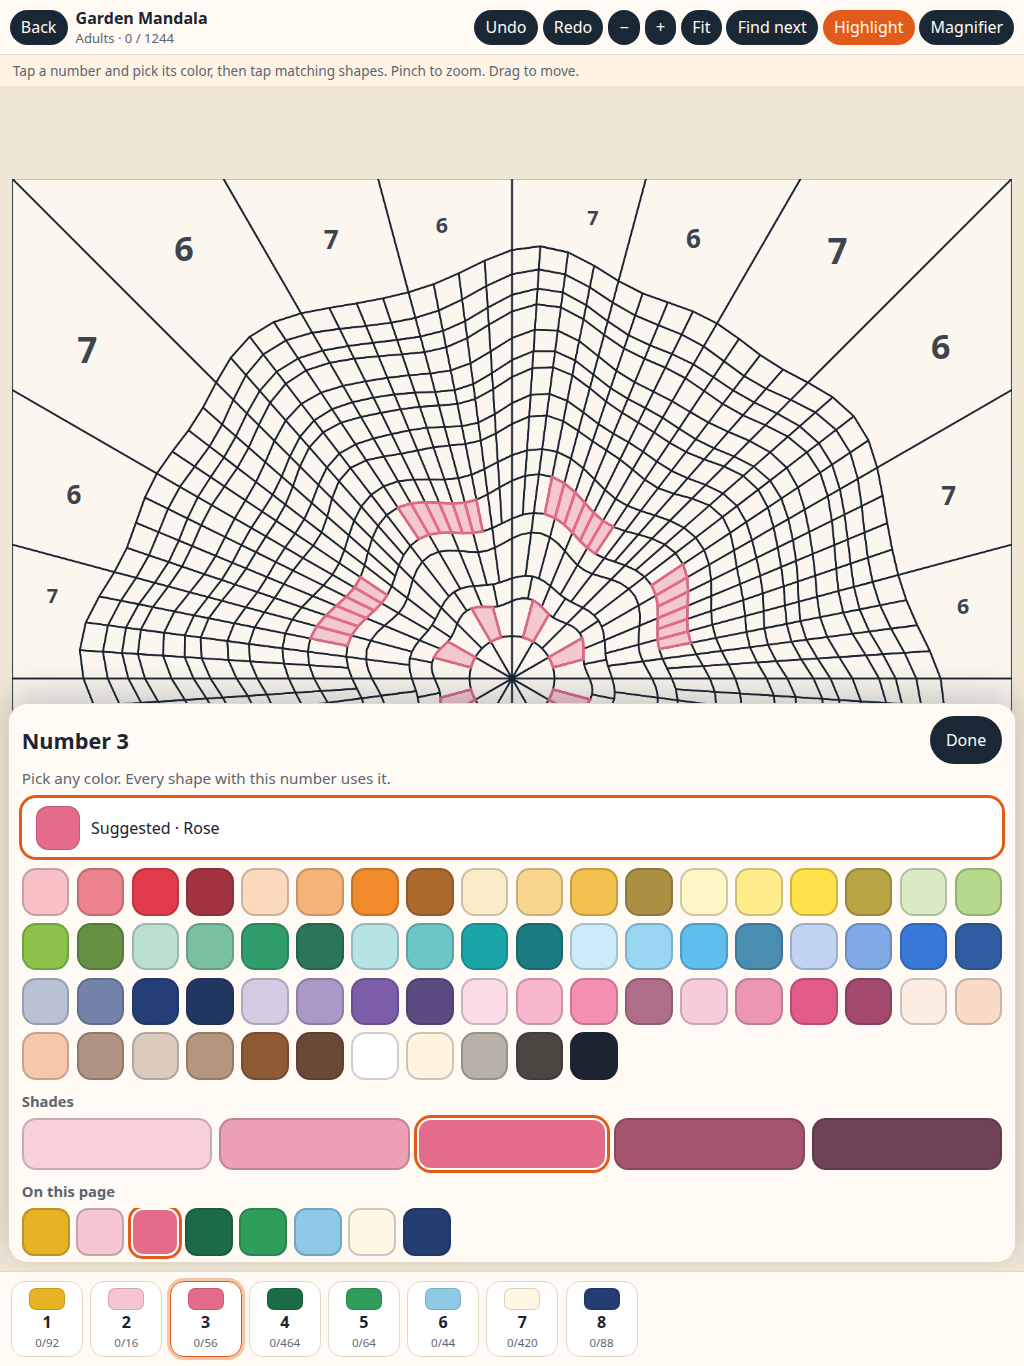 Back
Garden Mandala
Adults · 0 / 1244
Undo Redo − + Fit Find next Highlight Magnifier
Tap a number and pick its color, then tap matching shapes. Pinch to zoom. Drag to move.
6 7 6 7 6 7
7 6
6 7
7 6
Number 3
Done
Pick any color. Every shape with this number uses it.
Suggested · Rose
Shades
On this page
1 2 3 4 5 6 7 8
0/92 0/16 0/56 0/464 0/64 0/44 0/420 0/88